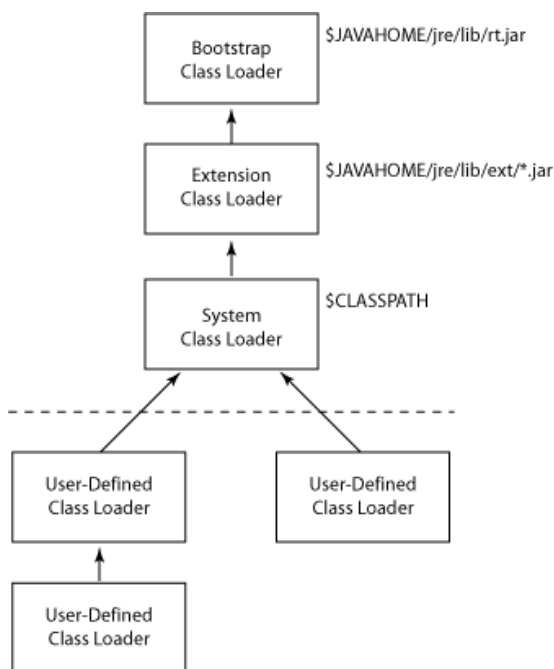 Bootstrap
Class Loader
$JAVAHOME/jre/lib/rt.jar
Extension
Class Loader
$JAVAHOME/jre/lib/ext/*.jar
System
Class Loader
$CLASSPATH
User-Defined
Class Loader
User-Defined
Class Loader
User-Defined
Class Loader